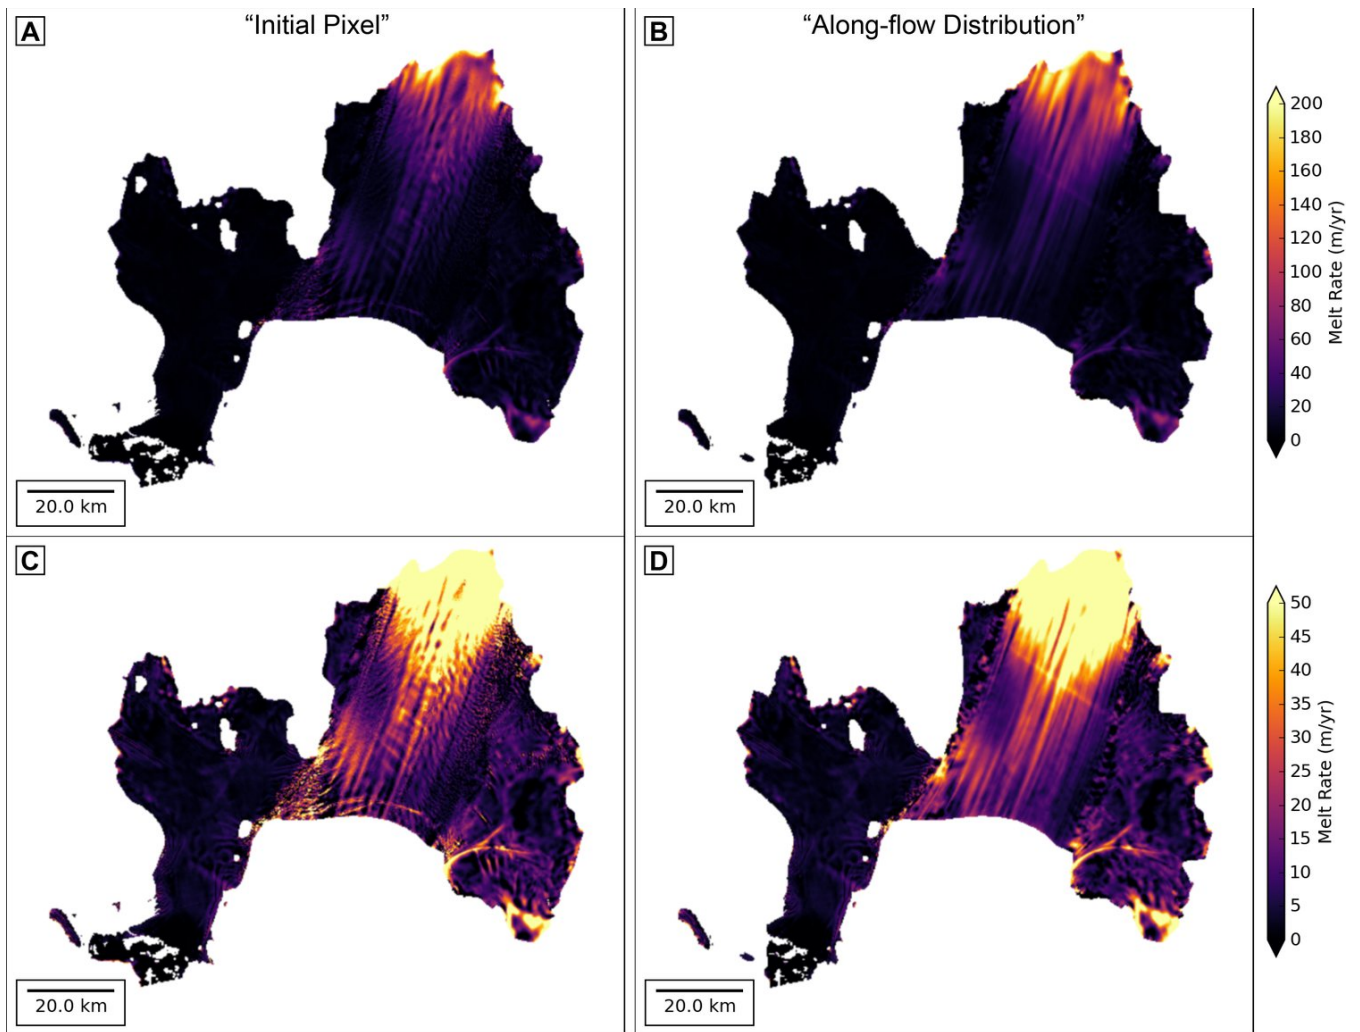 A
“Initial Pixel”
B
“Along-flow Distribution”
20.0 km
20.0 km
200
180
160
140
120
100
80
60
40
20
0
Melt Rate (m/yr)
C
D
20.0 km
20.0 km
50
45
40
35
30
25
20
15
10
5
0
Melt Rate (m/yr)